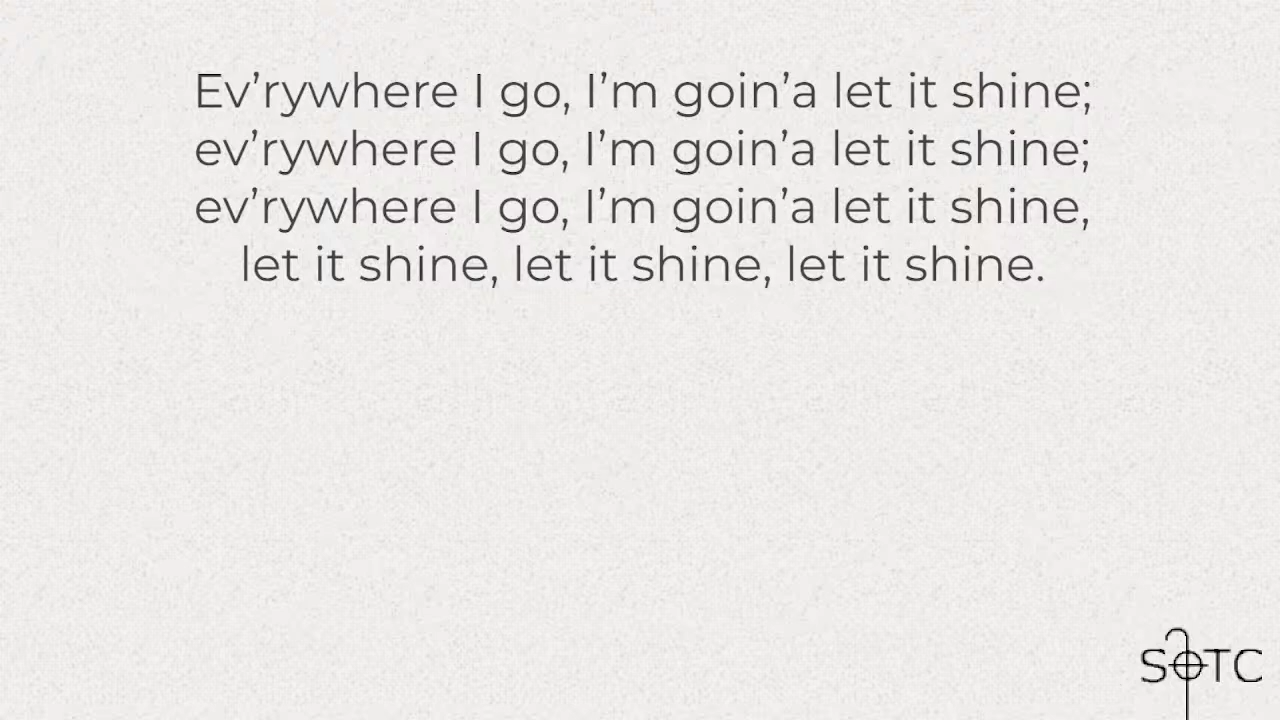 Ev’rywhere I go, I’m goin’a let it shine;
ev’rywhere I go, I’m goin’a let it shine;
ev’rywhere I go, I’m goin’a let it shine,
let it shine, let it shine, let it shine.
SOTC